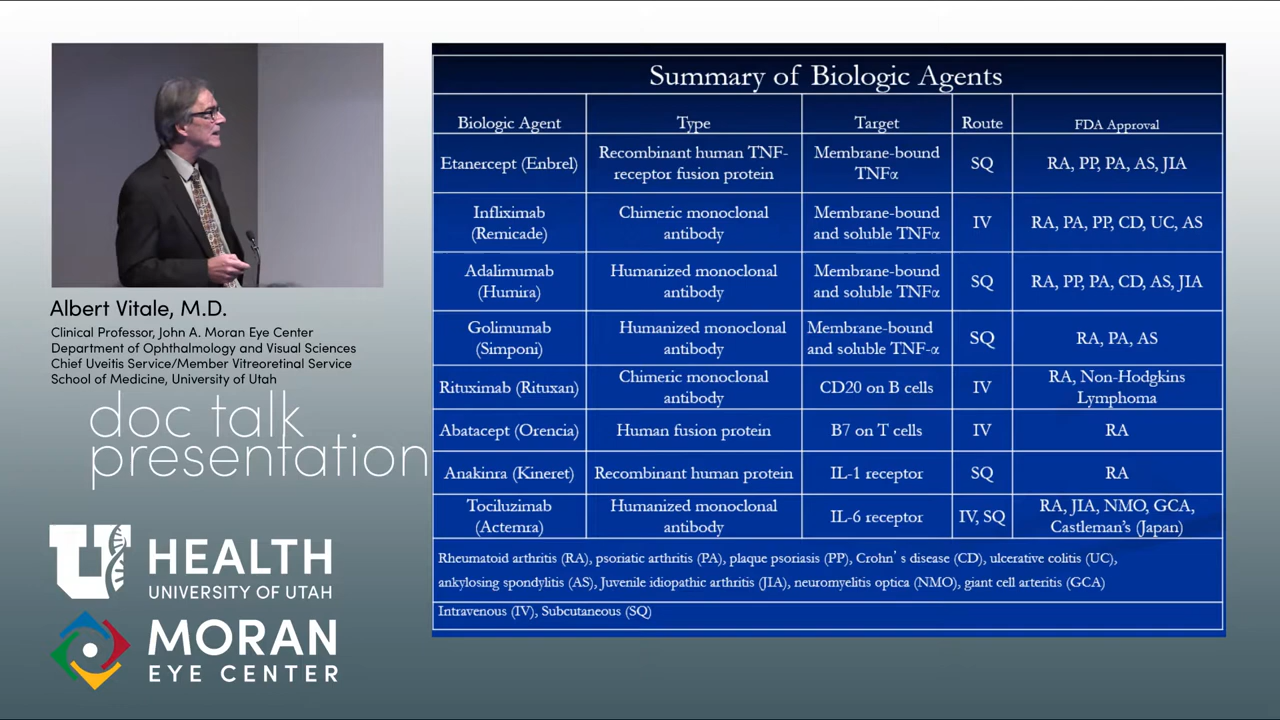 Albert Vitale, M.D.
Clinical Professor, John A. Moran Eye Center
Department of Ophthalmology and Visual Sciences
Chief Uveitis Service/Member Vitreoretinal Service
School of Medicine, University of Utah
doc talk
presentation
U HEALTH
UNIVERSITY OF UTAH
MORAN
EYE CENTER
Summary of Biologic Agents
Biologic Agent Type Target Route FDA Approval
Etanercept (Enbrel) Recombinant human TNF- Membrane-bound SQ RA, PP, PA, AS, JIA
receptor fusion protein TNFα
Infliximab Chimeric monoclonal Membrane-bound IV RA, PA, PP, CD, UC, AS
(Remicade) antibody and soluble TNFα
Adalimumab Humanized monoclonal Membrane-bound SQ RA, PP, PA, CD, AS, JIA
(Humira) antibody and soluble TNFα
Golimumab Humanized monoclonal Membrane-bound SQ RA, PA, AS
(Simponi) antibody and soluble TNF-α
Rituximab (Rituxan) Chimeric monoclonal CD20 on B cells IV RA, Non-Hodgkins
antibody Lymphoma
Abatacept (Orencia) Human fusion protein B7 on T cells IV RA
Anakinra (Kineret) Recombinant human protein IL-1 receptor SQ RA
Tociluzimab Humanized monoclonal IL-6 receptor IV, SQ RA, JIA, NMO, GCA,
(Actemra) antibody Castleman's (Japan)
Rheumatoid arthritis (RA), psoriatic arthritis (PA), plaque psoriasis (PP), Crohn's disease (CD), ulcerative colitis (UC),
ankylosing spondylitis (AS), Juvenile idiopathic arthritis (JIA), neuromyelitis optica (NMO), giant cell arteritis (GCA)
Intravenous (IV), Subcutaneous (SQ)